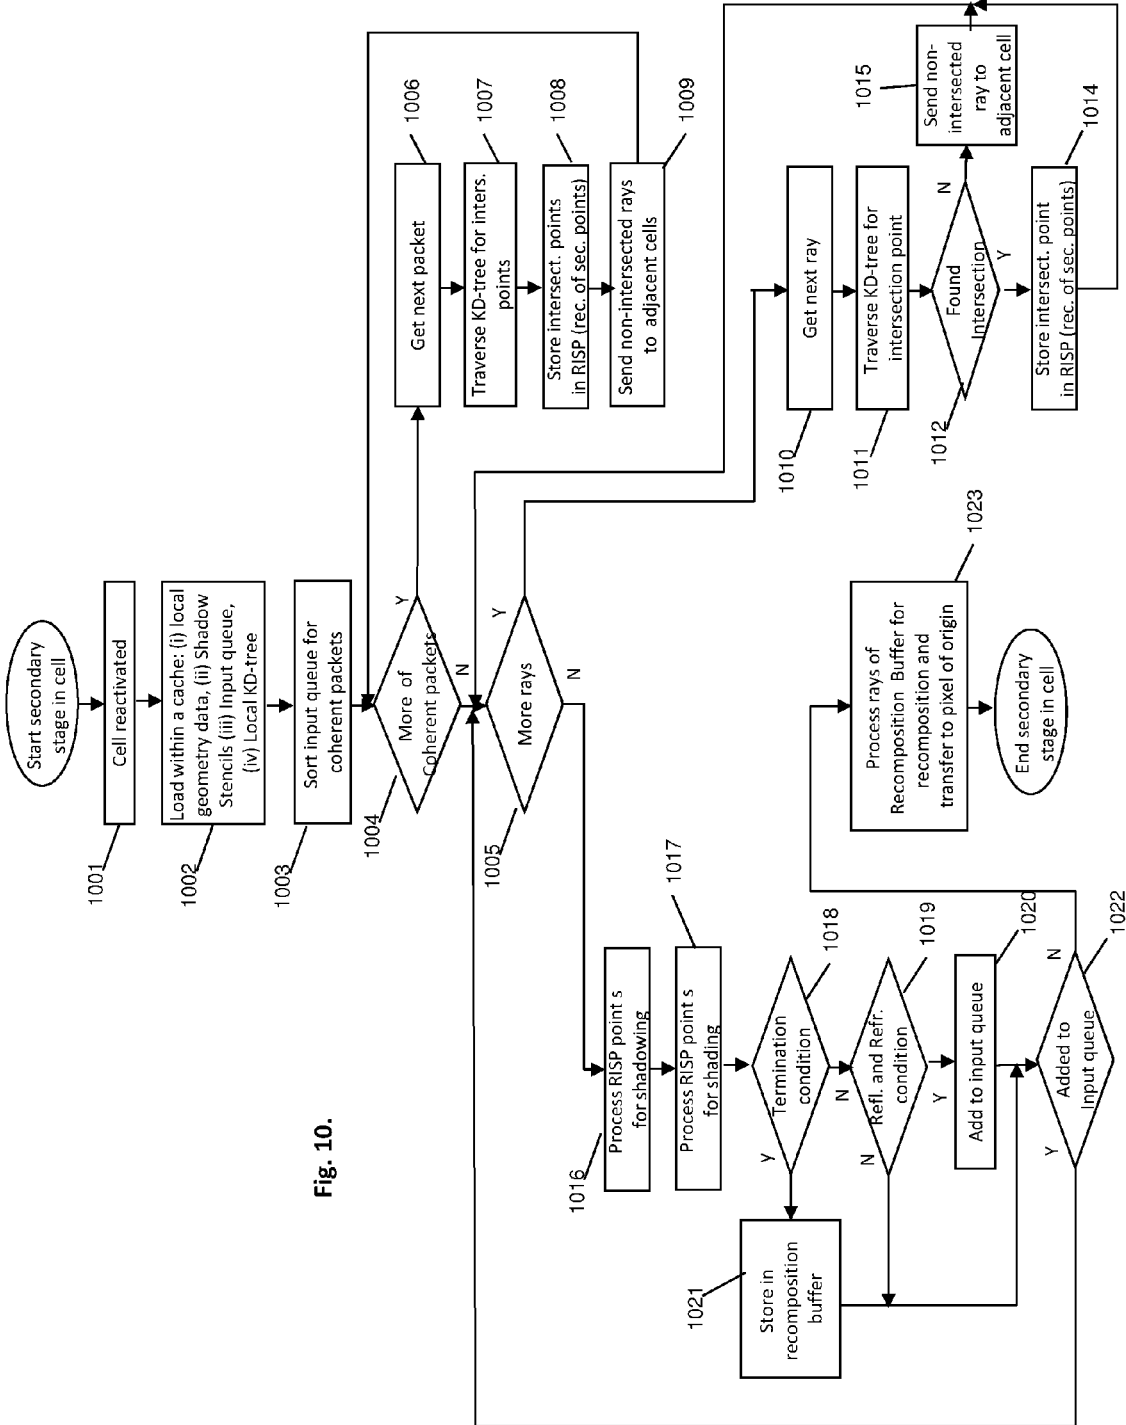 Start secondary
stage in cell
Cell reactivated
1001
Load within a cache: (i) local
geometry data, (ii) Shadow
Stencils (iii) Input queue,
(iv) Local KD-tree
1002
Sort input queue for
coherent packets
1003
More of
Coherent packets
1004
Y
N
Get next packet
1006
Traverse KD-tree for inters.
points
1007
Store intersect. points
in RISP (rec. of sec. points)
1008
Send non-intersected rays
to adjacent cells
1009
More rays
1005
Y
N
Get next ray
1010
Traverse KD-tree for
intersection point
1011
Found
Intersection
1012
N
Y
Send non-
intersected
ray to
adjacent cell
1015
Store intersect. point
in RISP (rec. of sec. points)
1014
Process RISP point s
for shadowing
1016
Process RISP point s
for shading
1017
Termination
condition
1018
Y
N
Refl. and Refr.
condition
1019
N
Y
Add to input queue
1020
Store in
recomposition
buffer
1021
Added to
Input queue
1022
Y
N
Process rays of
Recomposition Buffer for
recomposition and
transfer to pixel of origin
1023
End secondary
stage in cell
Fig. 10.